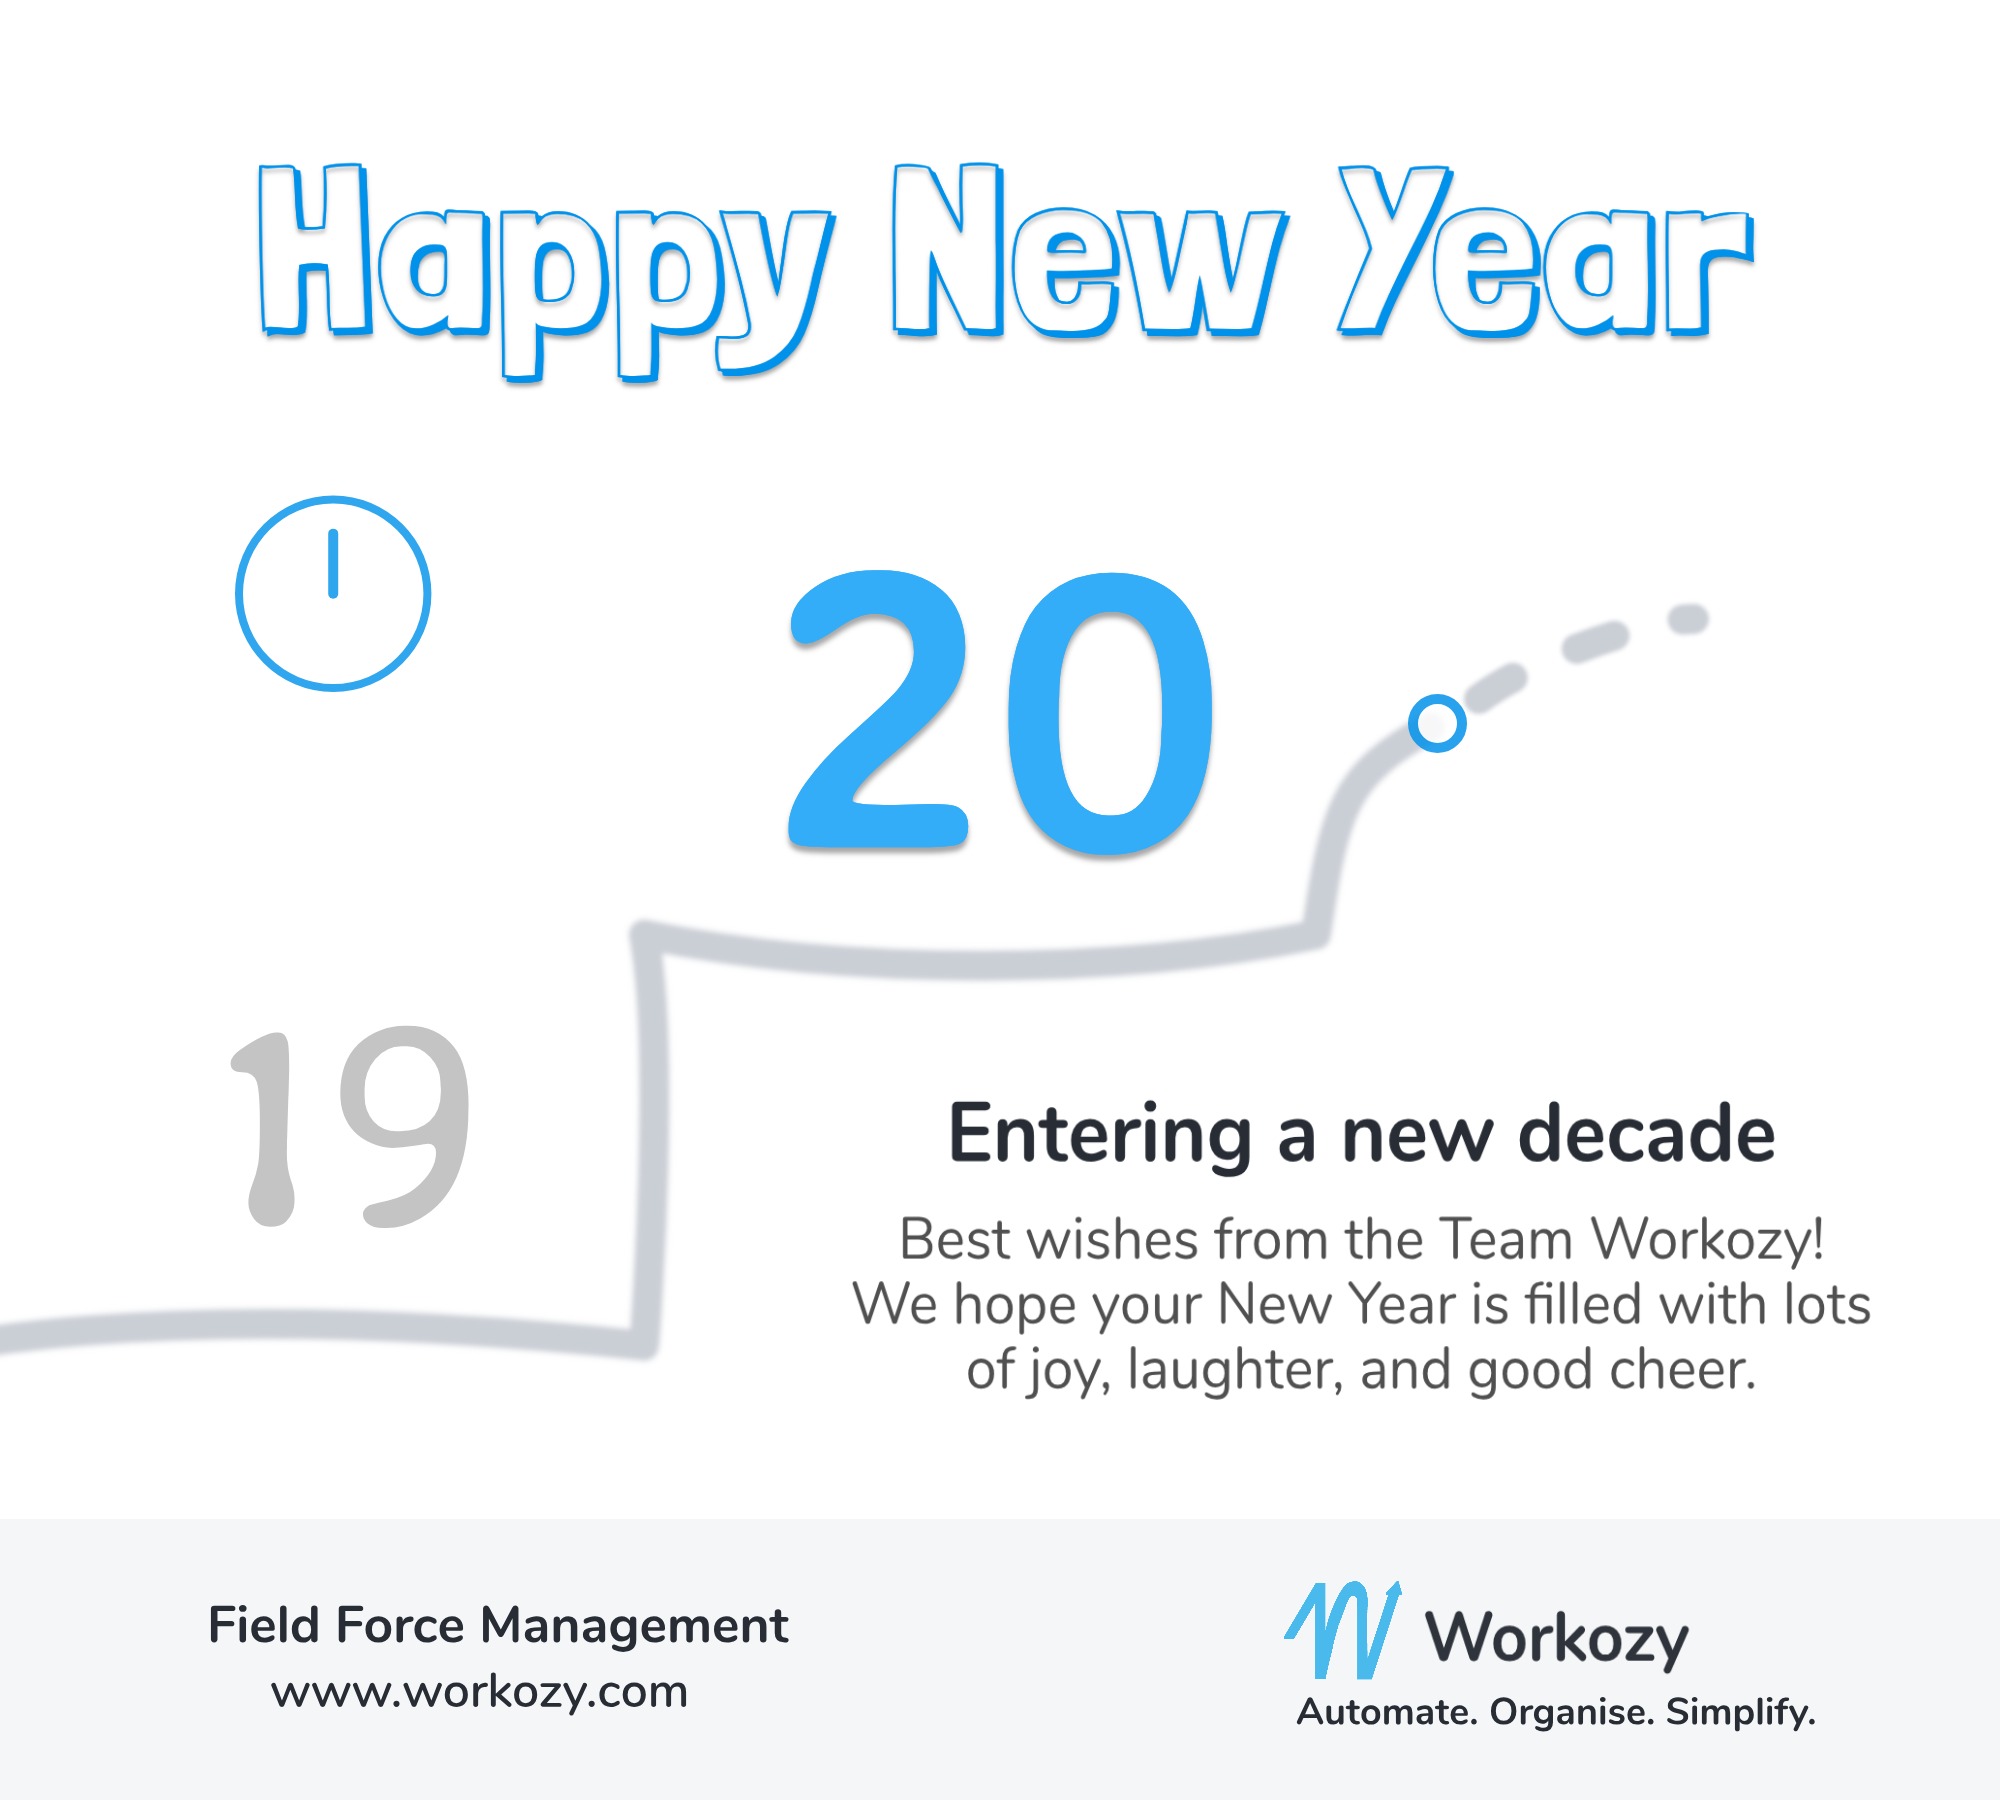 Happy New Year
20
19
Entering a new decade
Best wishes from the Team Workozy!
We hope your New Year is filled with lots
of joy, laughter, and good cheer.
Field Force Management
www.workozy.com
Workozy
Automate. Organise. Simplify.